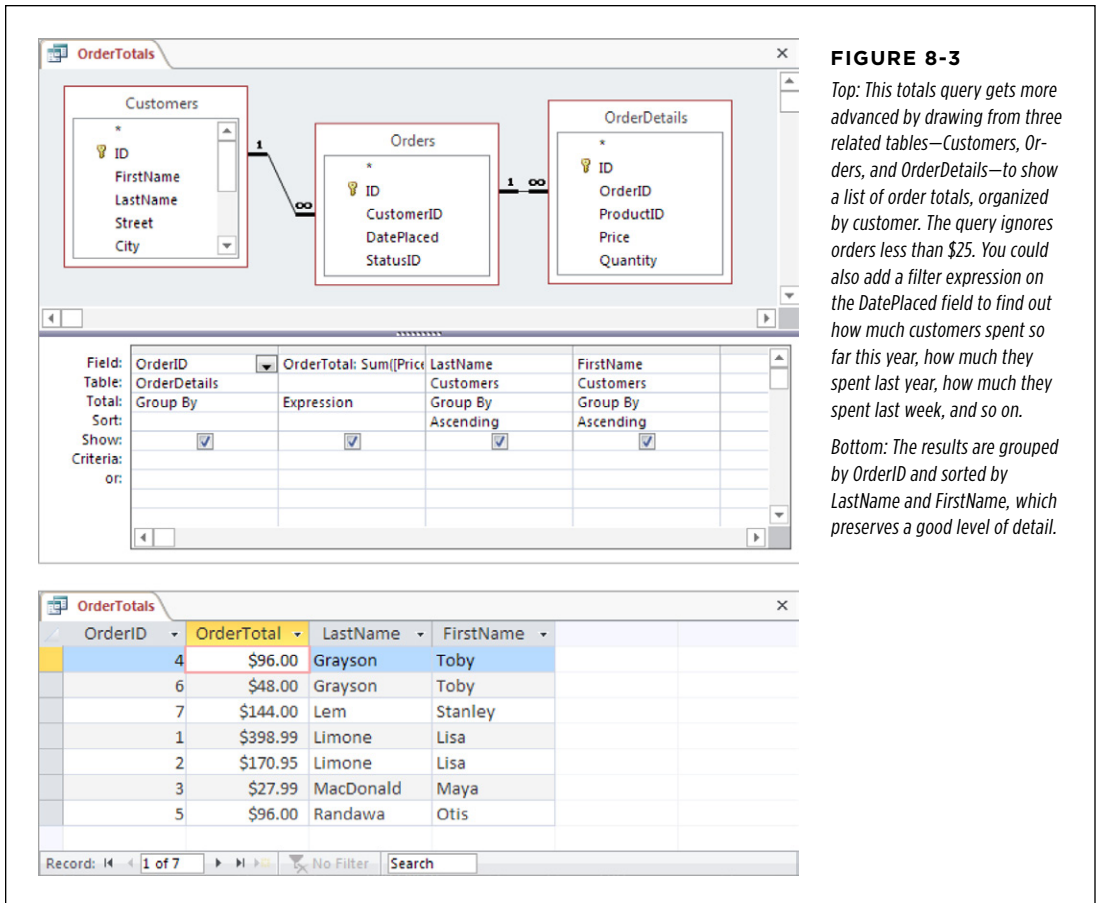 OrderTotals
Customers
*
ID
FirstName
LastName
Street
City
1
∞
Orders
*
ID
CustomerID
DatePlaced
StatusID
1 ∞
OrderDetails
*
ID
OrderID
ProductID
Price
Quantity
Field: OrderID OrderTotal: Sum([Price LastName FirstName
Table: OrderDetails Customers Customers
Total: Group By Expression Group By Group By
Sort: Ascending Ascending
Show:
Criteria:
or:
OrderTotals
OrderID OrderTotal LastName FirstName
4 $96.00 Grayson Toby
6 $48.00 Grayson Toby
7 $144.00 Lem Stanley
1 $398.99 Limone Lisa
2 $170.95 Limone Lisa
3 $27.99 MacDonald Maya
5 $96.00 Randawa Otis
Record: 1 of 7 No Filter Search
FIGURE 8-3
Top: This totals query gets more
advanced by drawing from three
related tables—Customers, Or-
ders, and OrderDetails—to show
a list of order totals, organized
by customer. The query ignores
orders less than $25. You could
also add a filter expression on
the DatePlaced field to find out
how much customers spent so
far this year, how much they
spent last year, how much they
spent last week, and so on.
Bottom: The results are grouped
by OrderID and sorted by
LastName and FirstName, which
preserves a good level of detail.